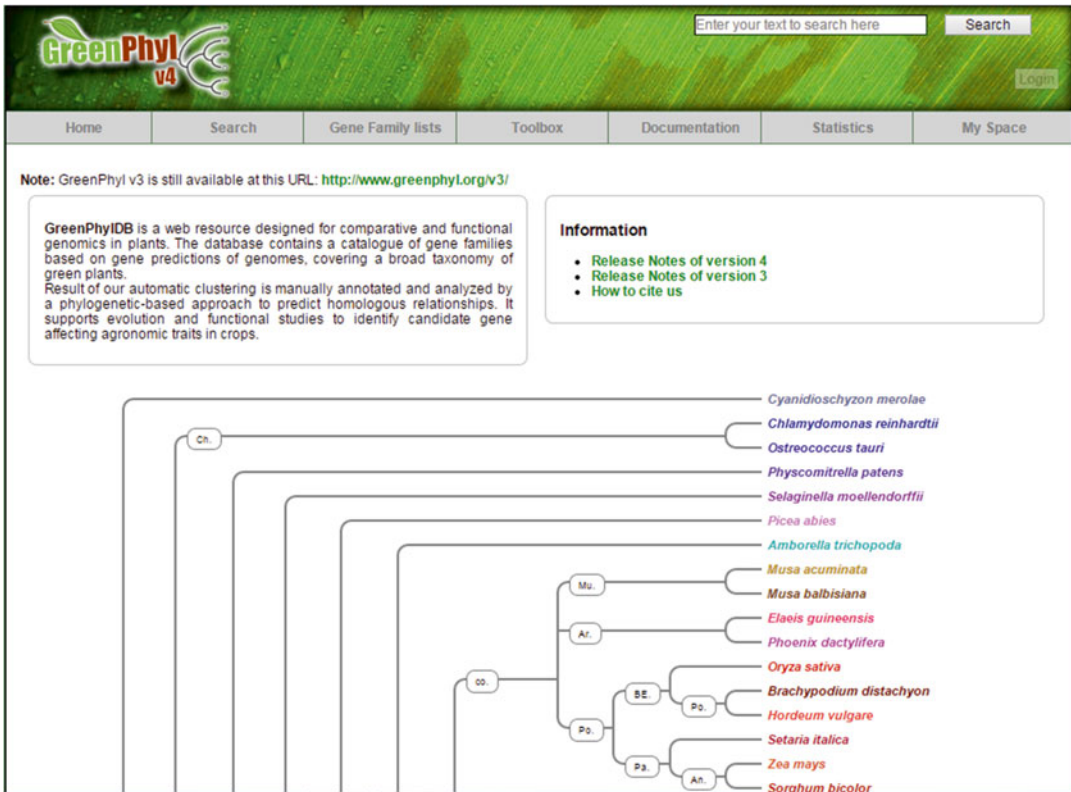 GreenPhyl
v4
Enter your text to search here
Search
Login
Home
Search
Gene Family lists
Toolbox
Documentation
Statistics
My Space
Note: GreenPhyl v3 is still available at this URL: http://www.greenphyl.org/v3/
GreenPhylDB is a web resource designed for comparative and functional
genomics in plants. The database contains a catalogue of gene families
based on gene predictions of genomes, covering a broad taxonomy of
green plants.
Result of our automatic clustering is manually annotated and analyzed by
a phylogenetic-based approach to predict homologous relationships. It
supports evolution and functional studies to identify candidate gene
affecting agronomic traits in crops.
Information
Release Notes of version 4
Release Notes of version 3
How to cite us
Cyanidioschyzon merolae
Chlamydomonas reinhardtii
Ch.
Ostreococcus tauri
Physcomitrella patens
Selaginella moellendorffii
Picea abies
Amborella trichopoda
Musa acuminata
Mu.
Musa balbisiana
Elaeis guineensis
Ar.
Phoenix dactylifera
Oryza sativa
co.
BE.
Brachypodium distachyon
Po.
Hordeum vulgare
Po.
Setaria italica
Pa.
Zea mays
An.
Sorghum bicolor